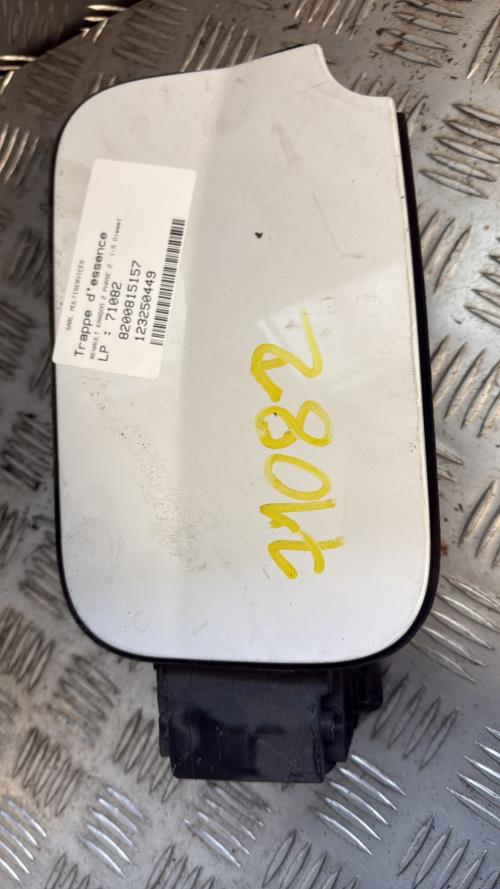 SARL MULTISERVICES
Trappe d'essence
RENAULT KANGOO 2 PHASE 2 1.5 Diesel
LP : 71082
8200815157
123250449
71082